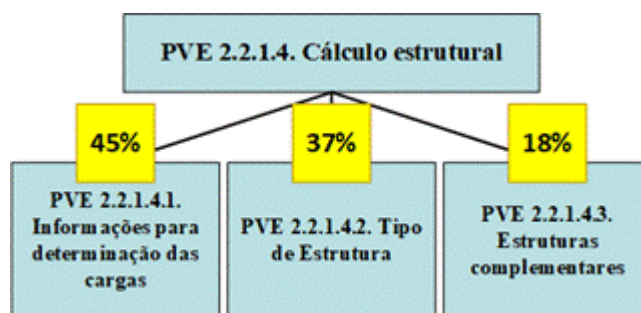 PVE 2.2.1.4. Cálculo estrutural
45%
37%
18%
PVE 2.2.1.4.1.
Informações para
determinação das
cargas
PVE 2.2.1.4.2. Tipo
de Estrutura
PVE 2.2.1.4.3.
Estruturas
complementares